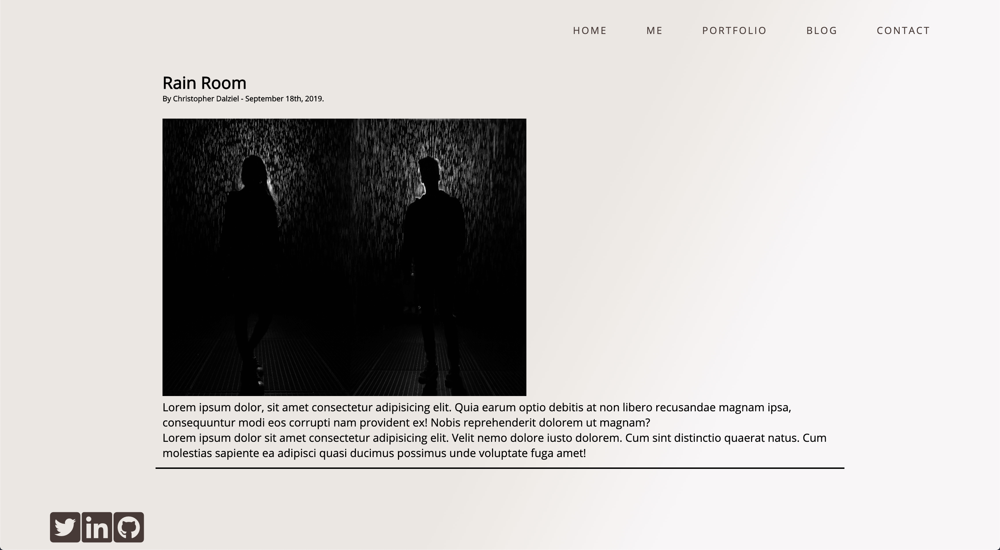 HOME ME PORTFOLIO BLOG CONTACT
Rain Room
By Christopher Dalziel - September 18th, 2019.
Lorem ipsum dolor, sit amet consectetur adipisicing elit. Quia earum optio debitis at non libero recusandae magnam ipsa,
consequuntur modi eos corrupti nam provident ex! Nobis reprehenderit dolorem ut magnam?
Lorem ipsum dolor sit amet consectetur adipisicing elit. Velit nemo dolore iusto dolorem. Cum sint distinctio quaerat natus. Cum
molestias sapiente ea adipisci quasi ducimus possimus unde voluptate fuga amet!
in